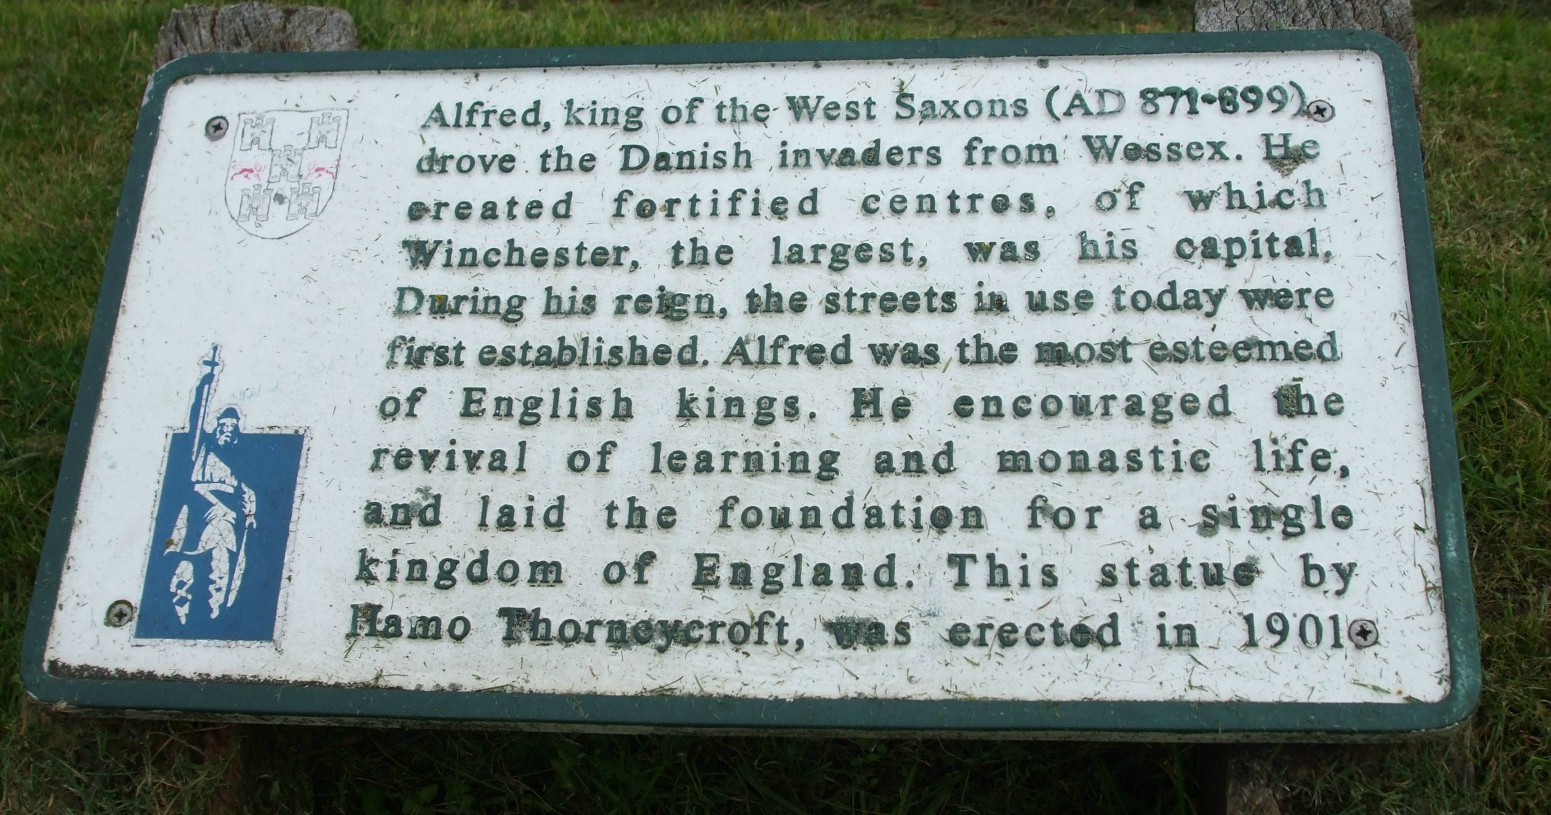 Alfred, king of the West Saxons (AD 871-899),
drove the Danish invaders from Wessex. He
created fortified centres, of which
Winchester, the largest, was his capital.
During his reign, the streets in use today were
first established. Alfred was the most esteemed
of English kings. He encouraged the
revival of learning and monastic life,
and laid the foundation for a single
kingdom of England. This statue by
Hamo Thorneycroft, was erected in 1901.